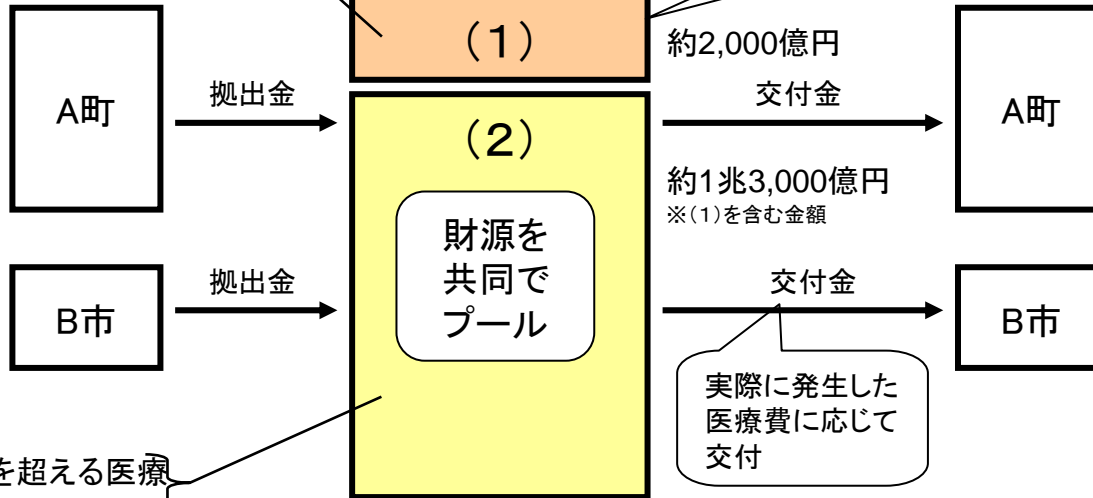 (1)
約2,000億円
A町
拠出金
交付金
A町
(2)
約1兆3,000億円
※(1)を含む金額
財源を
共同で
プール
B市
拠出金
交付金
B市
実際に発生した
医療費に応じて
交付
を超える医療